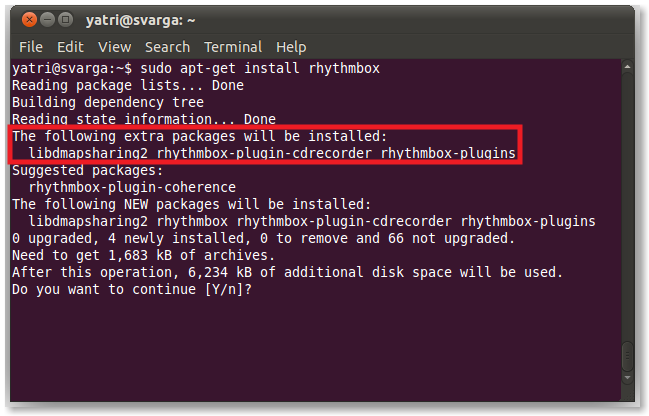 yatri@svarga: ~
File Edit View Search Terminal Help
yatri@svarga:~$ sudo apt-get install rhythmbox
Reading package lists... Done
Building dependency tree
Reading state information... Done
The following extra packages will be installed:
libdmapsharing2 rhythmbox-plugin-cdrecorder rhythmbox-plugins
Suggested packages:
rhythmbox-plugin-coherence
The following NEW packages will be installed:
libdmapsharing2 rhythmbox rhythmbox-plugin-cdrecorder rhythmbox-plugins
0 upgraded, 4 newly installed, 0 to remove and 66 not upgraded.
Need to get 1,683 kB of archives.
After this operation, 6,234 kB of additional disk space will be used.
Do you want to continue [Y/n]?